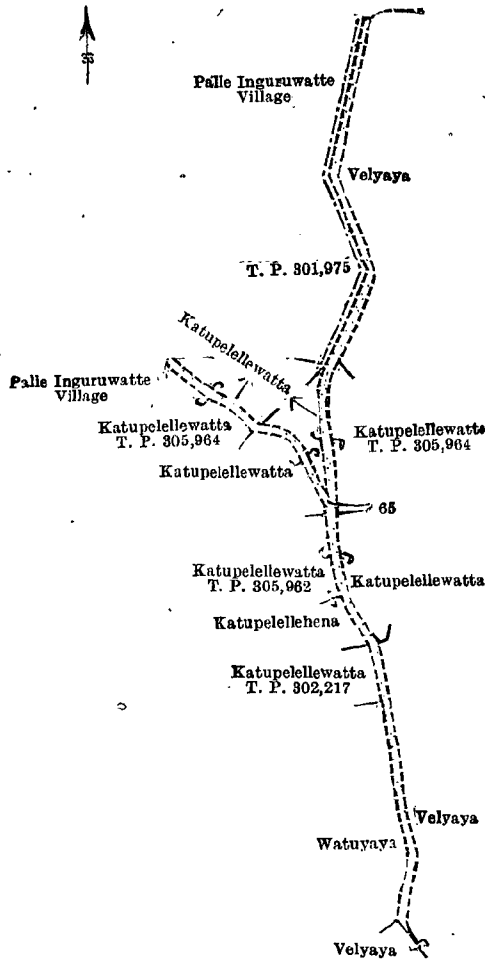 Palle Inguruwatte
Village
Velyaya
T. P. 301,975
Katupelellewatta
Palle Inguruwatte
Village
Katupelellewatta
T. P. 305,964
Katupelellewatta
T. P. 305,964
Katupelellewatta
65
Katupelellewatta
T. P. 305,962
Katupelellewatta
Katupelellehena
Katupelellewatta
T. P. 302,217
Velyaya
Watuyaya
Velyaya